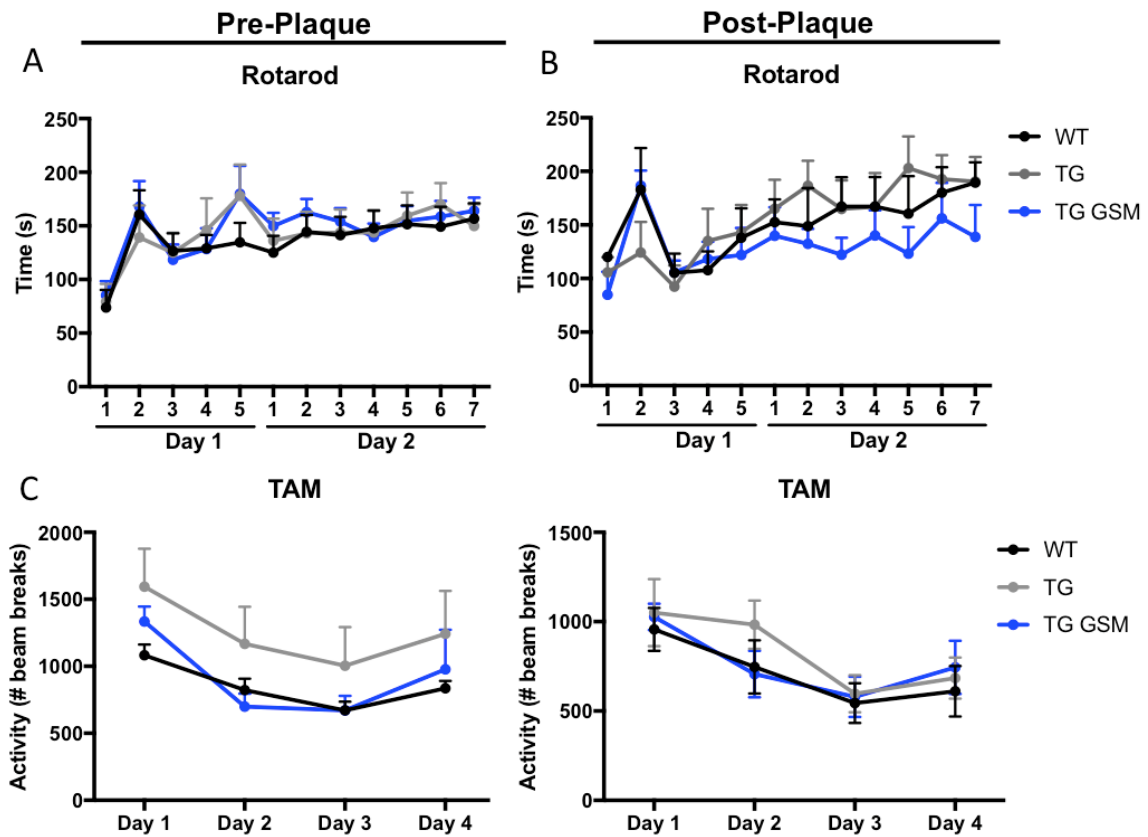 Pre-Plaque
Post-Plaque
A
Rotarod
B
Rotarod
Time (s)
250
200
150
100
50
0
1 2 3 4 5 1 2 3 4 5 6 7
Day 1 Day 2
Time (s)
250
200
150
100
50
0
1 2 3 4 5 1 2 3 4 5 6 7
Day 1 Day 2
WT
TG
TG GSM
C
TAM
TAM
Activity (# beam breaks)
2000
1500
1000
500
0
Day 1 Day 2 Day 3 Day 4
Activity (# beam breaks)
1500
1000
500
0
Day 1 Day 2 Day 3 Day 4
WT
TG
TG GSM